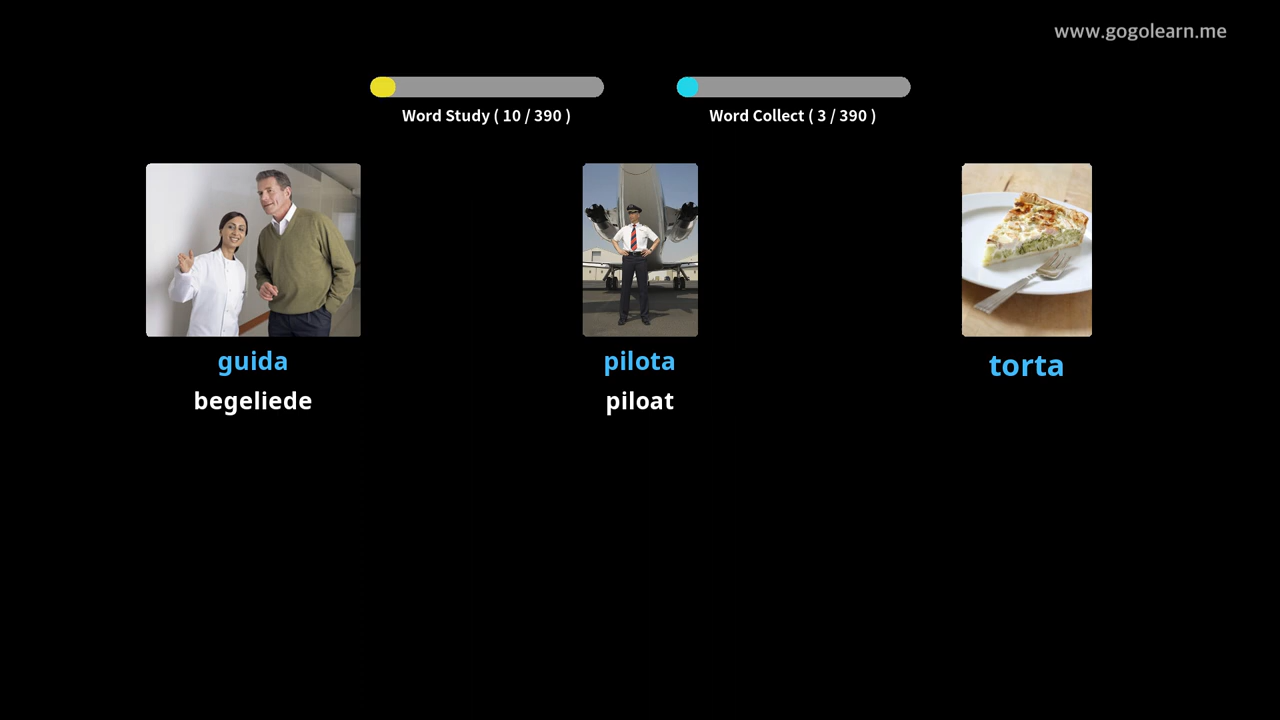 www.gogolearn.me
Word Study ( 10 / 390 )
Word Collect ( 3 / 390 )
guida
pilota
torta
begeliede
piloat